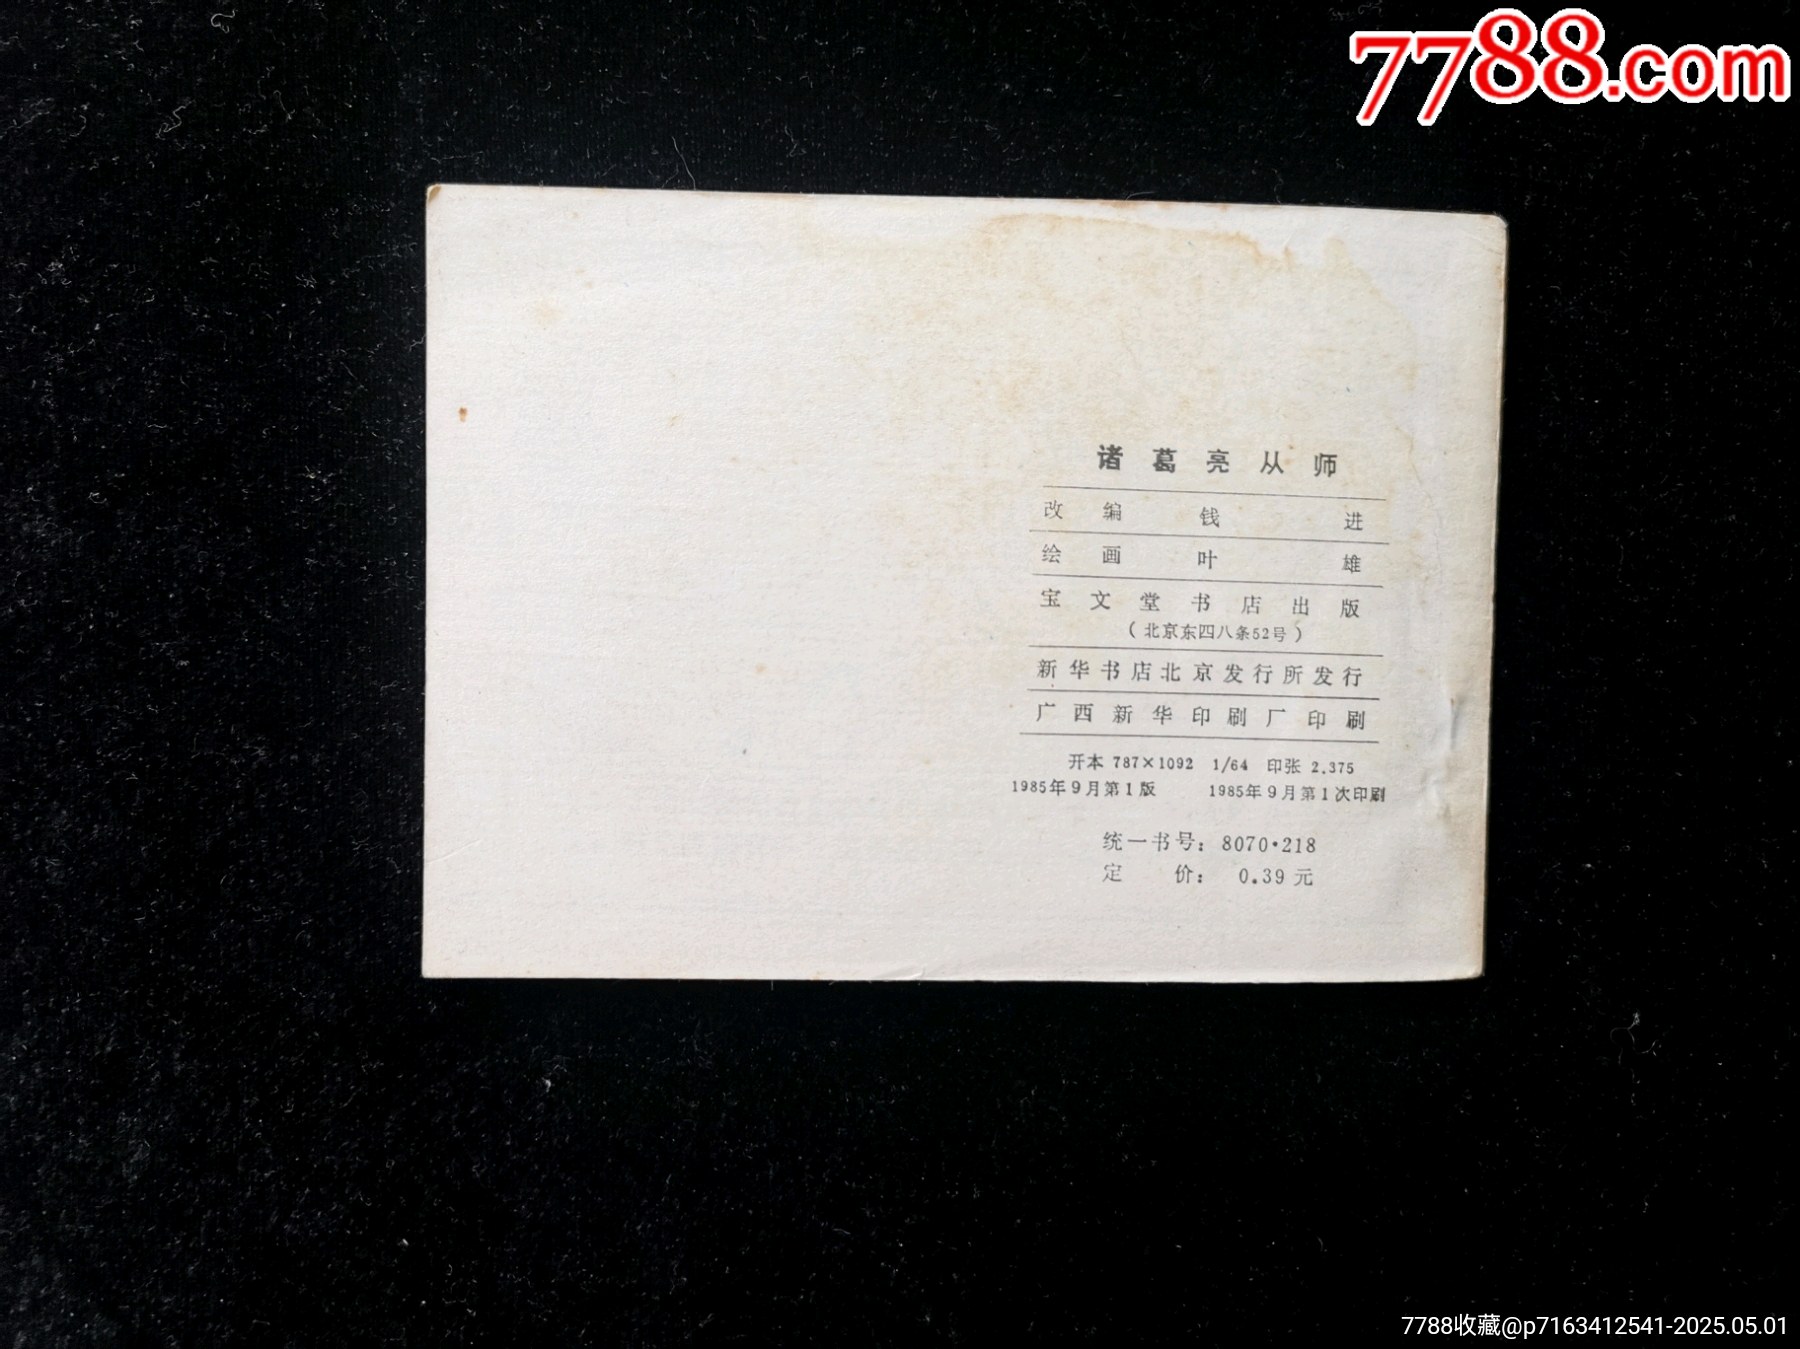 7788.com
诸葛亮从师
改编 钱进
绘画 叶雄
宝文堂书店出版
（北京东四八条52号）
新华书店北京发行所发行
广西新华印刷厂印刷
开本 787×1092 1/64 印张 2.375
1985年9月第1版 1985年9月第1次印刷
统一书号：8070·218
定价：0.39元
7788收藏@p7163412541-2025.05.01